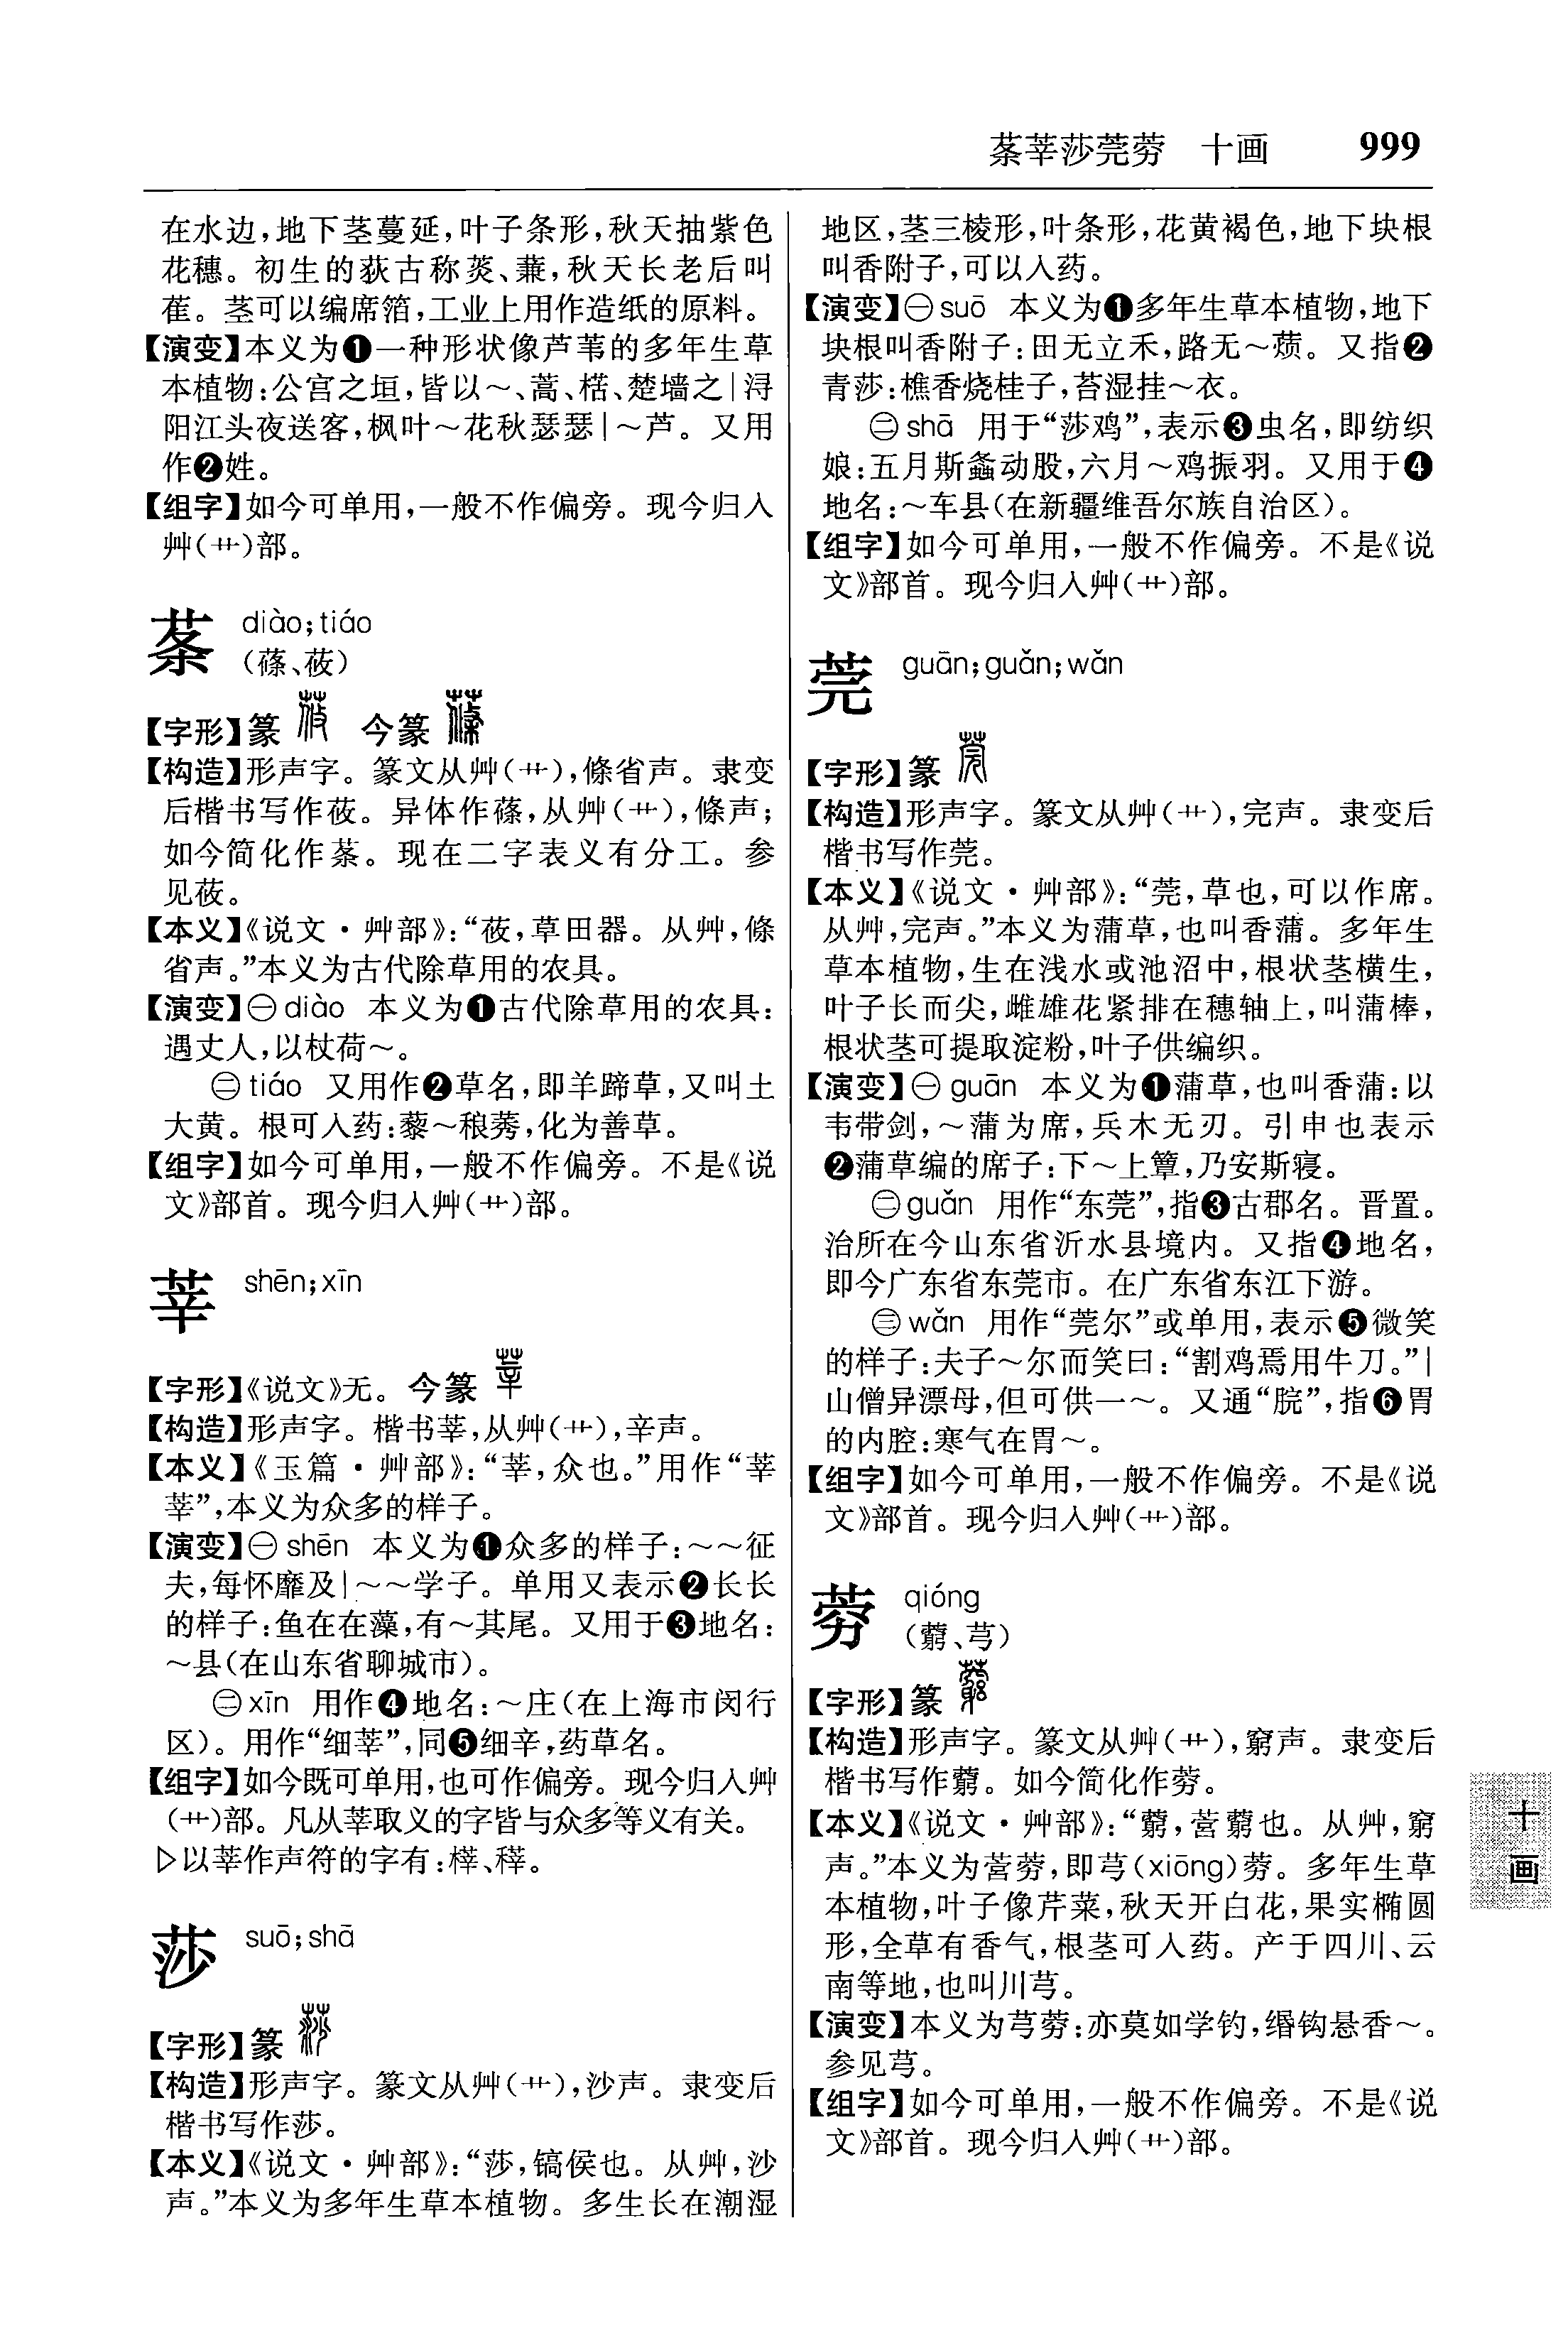 䓭莘莎莞䓖 十画 999
在水边,地下茎蔓延,叶子条形,秋天抽紫色
花穗。初生的荻古称菼、薕,秋天长老后叫
萑。茎可以编席箔,工业上用作造纸的原料。
【演变】本义为❶一种形状像芦苇的多年生草
本植物:公宫之垣,皆以～、蒿、楛、楚墙之|浔
阳江头夜送客,枫叶～花秋瑟瑟|～芦。又用
作❷姓。
【组字】如今可单用,一般不作偏旁。现今归入
艸(艹)部。
䓭 diào;tiáo
(蓧、莜)
【字形】篆 今篆
【构造】形声字。篆文从艸(艹),條省声。隶变
后楷书写作莜。异体作蓧,从艸(艹),條声;
如今简化作䓭。现在二字表义有分工。参
见莜。
【本义】《说文·艸部》:“莜,草田器。从艸,條
省声。”本义为古代除草用的农具。
【演变】㊀diào 本义为❶古代除草用的农具:
遇丈人,以杖荷～。
㊁tiáo 又用作❷草名,即羊蹄草,又叫土
大黄。根可入药:藜～稂莠,化为善草。
【组字】如今可单用,一般不作偏旁。不是《说
文》部首。现今归入艸(艹)部。
莘 shēn;xīn
【字形】《说文》无。今篆
【构造】形声字。楷书莘,从艸(艹),辛声。
【本义】《玉篇·艸部》:“莘,众也。”用作“莘
莘”,本义为众多的样子。
【演变】㊀shēn 本义为❶众多的样子:～～征
夫,每怀靡及|～～学子。单用又表示❷长长
的样子:鱼在在藻,有～其尾。又用于❸地名:
～县(在山东省聊城市)。
㊁xīn 用作❹地名:～庄(在上海市闵行
区)。用作“细莘”,同❺细辛,药草名。
【组字】如今既可单用,也可作偏旁。现今归入艸
(艹)部。凡从莘取义的字皆与众多等义有关。
▷以莘作声符的字有:㯸、䅹。
莎 suō;shā
【字形】篆
【构造】形声字。篆文从艸(艹),沙声。隶变后
楷书写作莎。
【本义】《说文·艸部》:“莎,镐侯也。从艸,沙
声。”本义为多年生草本植物。多生长在潮湿
地区,茎三棱形,叶条形,花黄褐色,地下块根
叫香附子,可以入药。
【演变】㊀suō 本义为❶多年生草本植物,地下
块根叫香附子:田无立禾,路无～薠。又指❷
青莎:樵香烧桂子,苔湿挂～衣。
㊁shā 用于“莎鸡”,表示❸虫名,即纺织
娘:五月斯螽动股,六月～鸡振羽。又用于❹
地名:～车县(在新疆维吾尔族自治区)。
【组字】如今可单用,一般不作偏旁。不是《说
文》部首。现今归入艸(艹)部。
莞 guān;guǎn;wǎn
【字形】篆
【构造】形声字。篆文从艸(艹),完声。隶变后
楷书写作莞。
【本义】《说文·艸部》:“莞,草也,可以作席。
从艸,完声。”本义为蒲草,也叫香蒲。多年生
草本植物,生在浅水或池沼中,根状茎横生,
叶子长而尖,雌雄花紧排在穗轴上,叫蒲棒,
根状茎可提取淀粉,叶子供编织。
【演变】㊀guān 本义为❶蒲草,也叫香蒲:以
韦带剑,～蒲为席,兵木无刃。引申也表示
❷蒲草编的席子:下～上簟,乃安斯寝。
㊁guǎn 用作“东莞”,指❸古郡名。晋置。
治所在今山东省沂水县境内。又指❹地名,
即今广东省东莞市。在广东省东江下游。
㊂wǎn 用作“莞尔”或单用,表示❺微笑
的样子:夫子～尔而笑曰:“割鸡焉用牛刀。”|
山僧异漂母,但可供一～。又通“脘”,指❻胃
的内腔:寒气在胃～。
【组字】如今可单用,一般不作偏旁。不是《说
文》部首。现今归入艸(艹)部。
䓖 qióng
(藭、芎)
【字形】篆
【构造】形声字。篆文从艸(艹),窮声。隶变后
楷书写作藭。如今简化作䓖。
【本义】《说文·艸部》:“藭,营藭也。从艸,窮
声。”本义为营䓖,即芎(xiōng)䓖。多年生草
本植物,叶子像芹菜,秋天开白花,果实椭圆
形,全草有香气,根茎可入药。产于四川、云
南等地,也叫川芎。
【演变】本义为芎䓖:亦莫如学钓,缗钩悬香～。
参见芎。
【组字】如今可单用,一般不作偏旁。不是《说
文》部首。现今归入艸(艹)部。
十
画